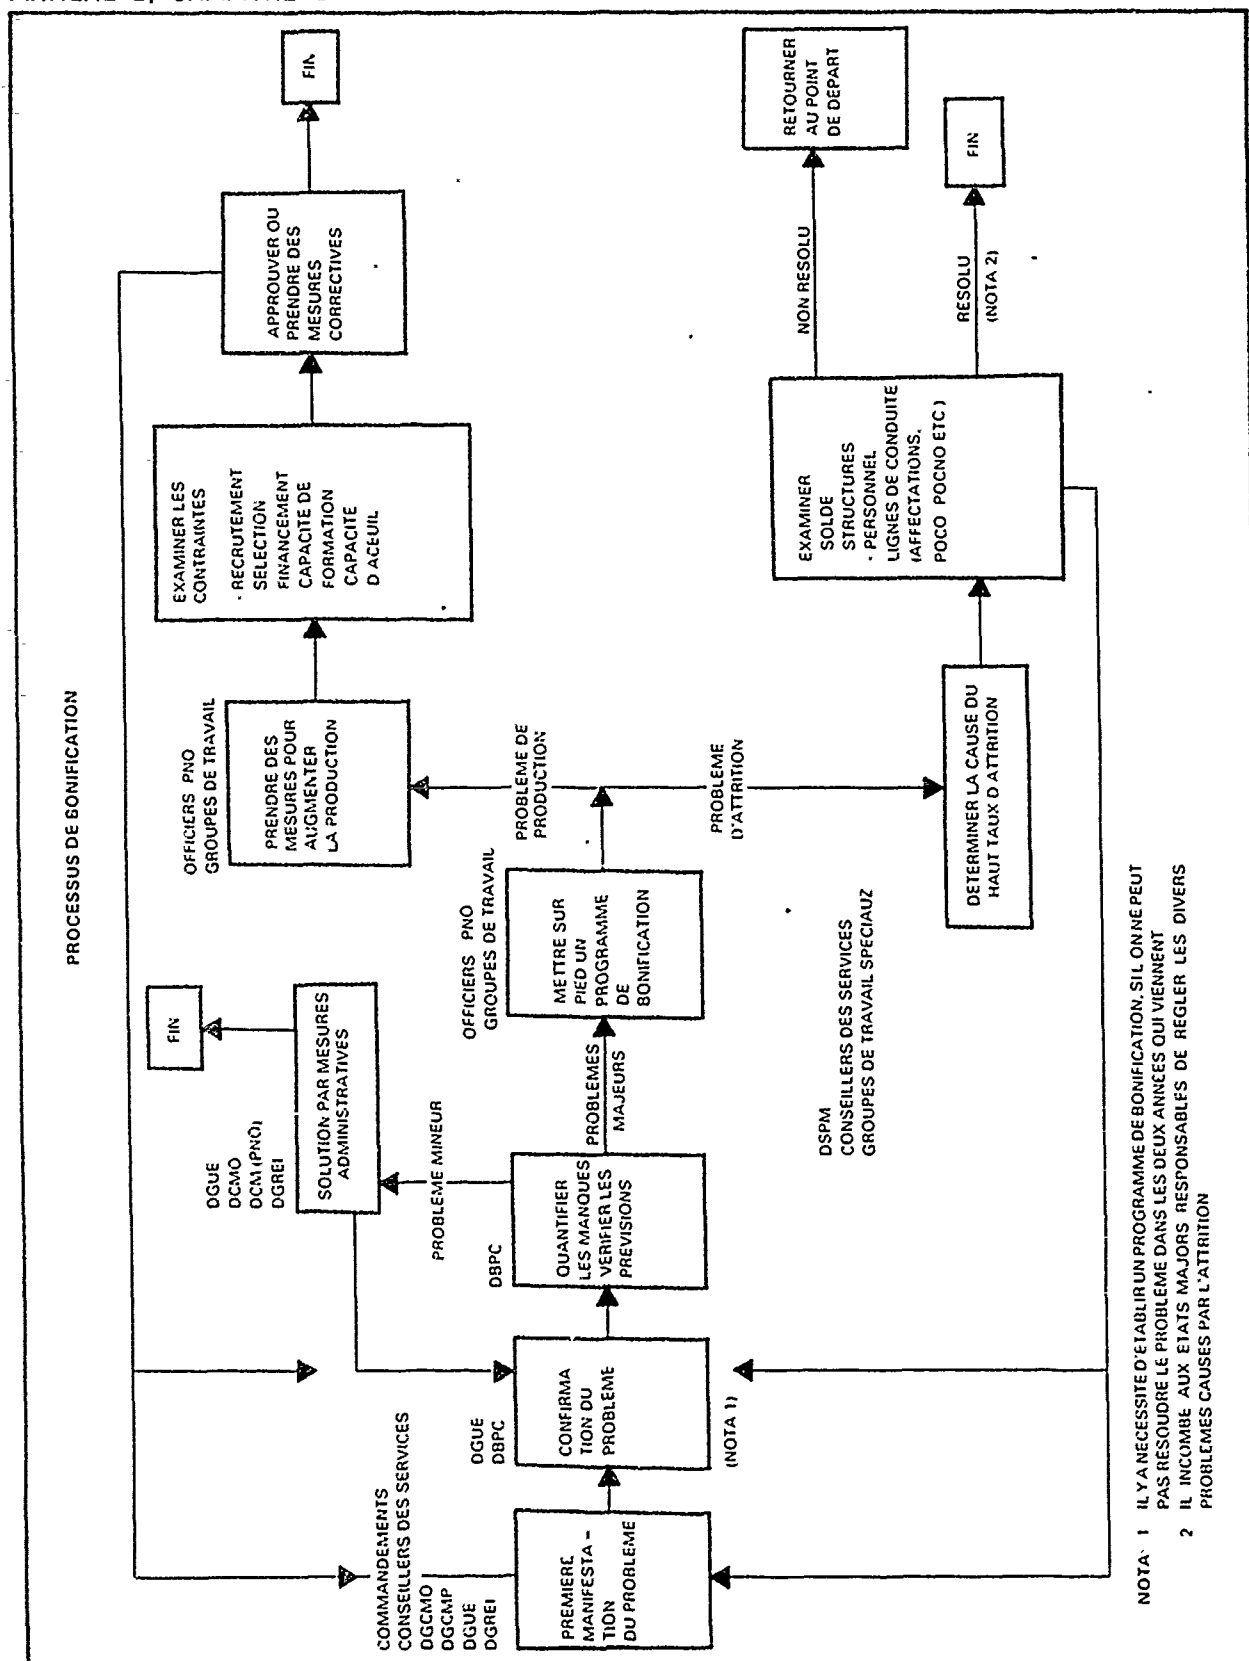 PROCESSUS DE BONIFICATION
COMMANDEMENTS
CONSEILLERS DES SERVICES
DGCMO
DGCMP
DGUE
DGREI
PREMIERE
MANIFESTA –
TION
DU PROBLEME
DGUE
DBPC
CONFIRMA
TION DU
PROBLEME
(NOTA 1)
DBPC
QUANTIFIER
LES MANQUES
VERIFIER LES
PREVISIONS
PROBLEME MINEUR
DGUE
DCMO
DCM (PNO)
DGREI
SOLUTION PAR MESURES
ADMINISTRATIVES
FIN
PROBLEMES
MAJEURS
OFFICIERS PNO
GROUPES DE TRAVAIL
METTRE SUR
PIED UN
PROGRAMME
DE
BONIFICATION
PROBLEME DE
PRODUCTION
OFFICIERS PNO
GROUPES DE TRAVAIL
PRENDRE DES
MESURES POUR
AUGMENTER
LA PRODUCTION
EXAMINER LES
CONTRAINTES
- RECRUTEMENT
SELECTION
FINANCEMENT
CAPACITE DE
FORMATION
CAPACITE
D ACEUIL
APPROUVER OU
PRENDRE DES
MESURES
CORRECTIVES
FIN
PROBLEME
D'ATTRITION
DSPM
CONSEILLERS DES SERVICES
GROUPES DE TRAVAIL SPECIAUZ
DETERMINER LA CAUSE DU
HAUT TAUX D ATTRITION
EXAMINER
SOLDE
STRUCTURES
- PERSONNEL
LIGNES DE CONDUITE
(AFFECTATIONS,
POCO POCNO ETC )
NON RESOLU
RETOURNER
AU POINT
DE DEPART
RESOLU
(NOTA 2)
FIN
NOTA 1 IL Y A NECESSITE D'ETABLIR UN PROGRAMME DE BONIFICATION, SI L ON NE PEUT
PAS RESOUDRE LE PROBLEME DANS LES DEUX ANNÉES QUI VIENNENT
2 IL INCOMBE AUX ETATS MAJORS RESPONSABLES DE REGLER LES DIVERS
PROBLEMES CAUSES PAR L'ATTRITION